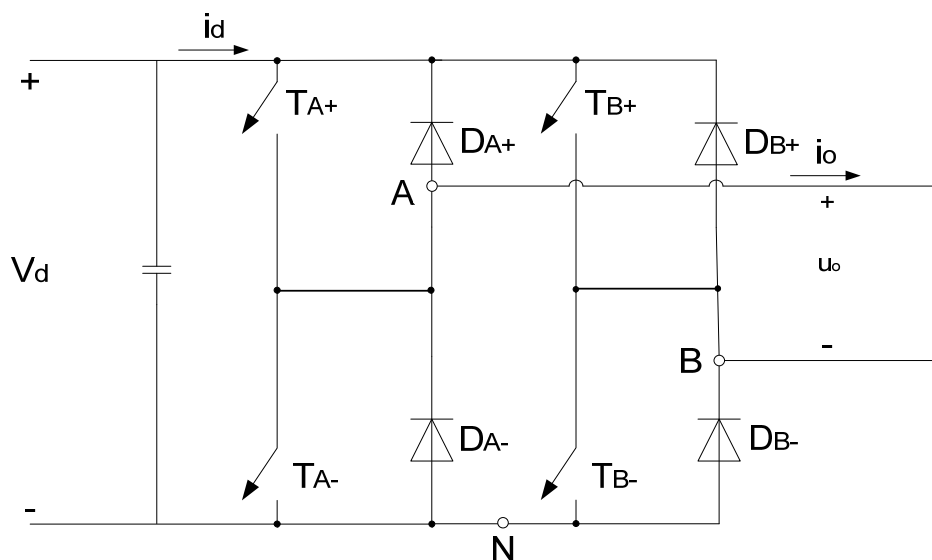 id
+
TA+
TB+
DA+
DB+
io
A
+
Vd
uo
B
-
DA-
DB-
TA-
TB-
-
N